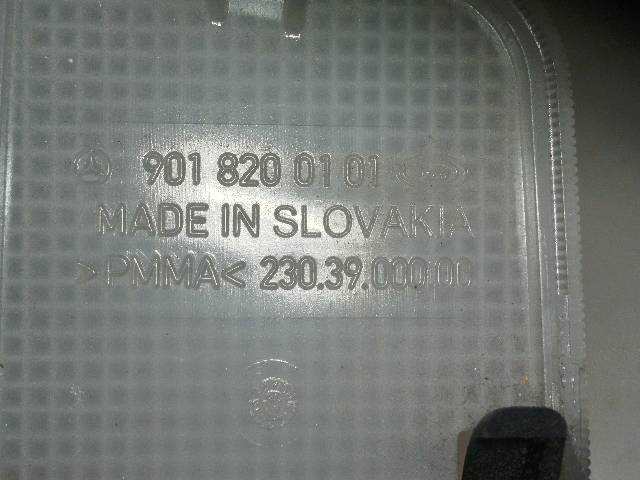 901 820 01 01
MADE IN SLOVAKIA
>PMMA< 230.39.000.00